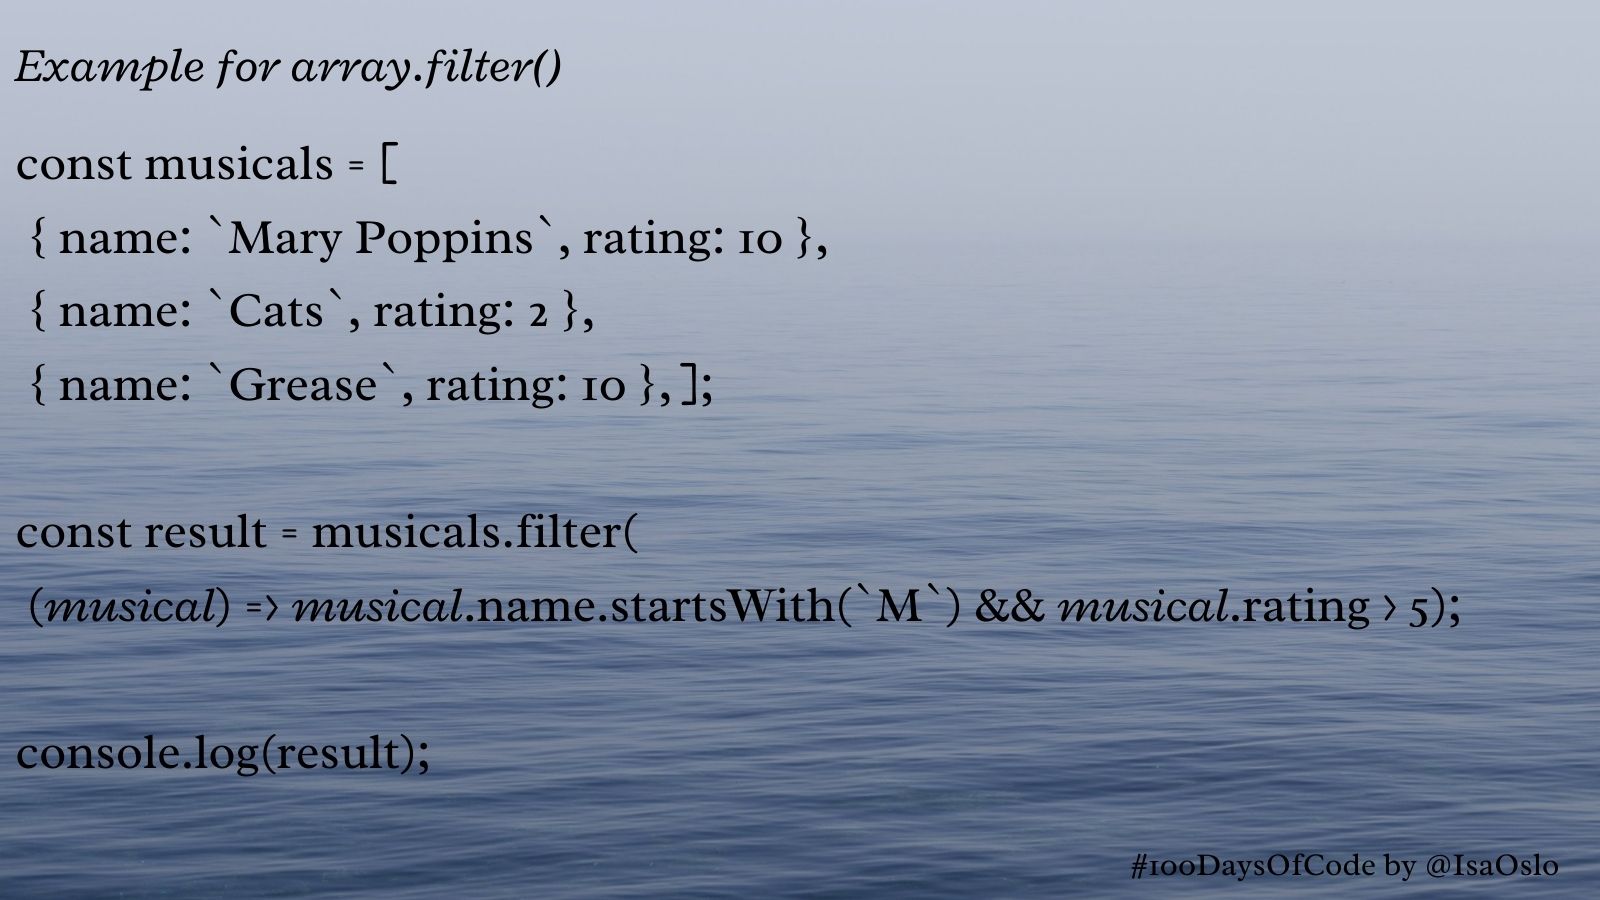 Example for array.filter()
const musicals = [
{ name: `Mary Poppins`, rating: 10 },
{ name: `Cats`, rating: 2 },
{ name: `Grease`, rating: 10 }, ];
const result = musicals.filter(
(musical) => musical.name.startsWith(`M`) && musical.rating > 5);
console.log(result);
#100DaysOfCode by @IsaOslo